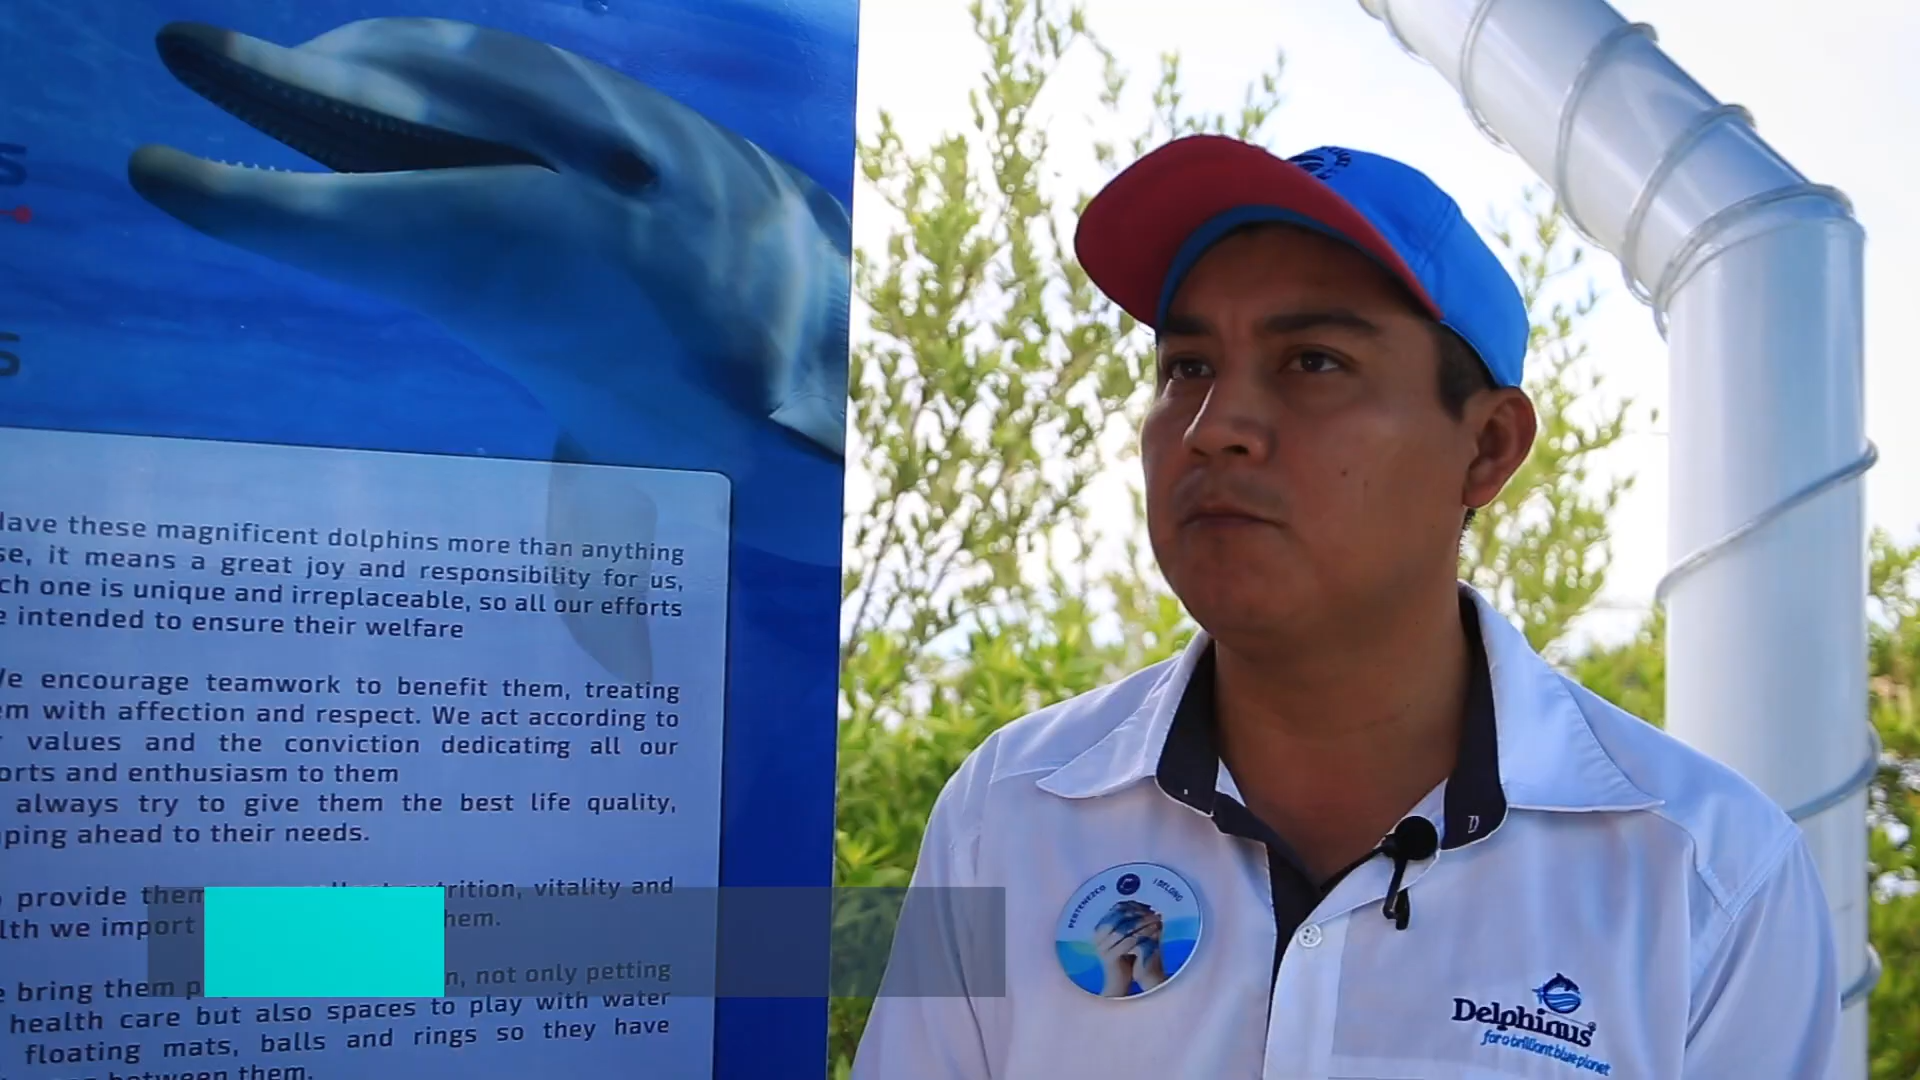 S
S
Have these magnificent dolphins more than anything
se, it means a great joy and responsibility for us,
ch one is unique and irreplaceable, so all our efforts
e intended to ensure their welfare
We encourage teamwork to benefit them, treating
em with affection and respect. We act according to
r values and the conviction dedicating all our
orts and enthusiasm to them
always try to give them the best life quality,
ping ahead to their needs.
provide them nutrition, vitality and
lth we import hem.
e bring them p n, not only petting
health care but also spaces to play with water
floating mats, balls and rings so they have
between them.
PERTENEZCO I BELONG
Delphinus
for a brilliant blue planet